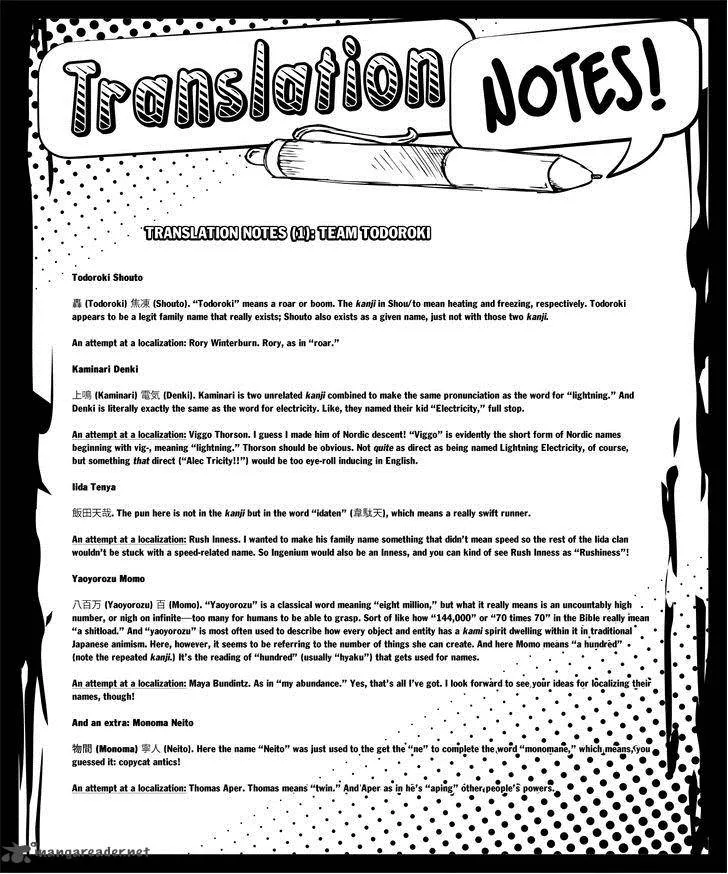 Translation NOTES!
TRANSLATION NOTES (1): TEAM TODOROKI
Todoroki Shouto
轟 (Todoroki) 焦凍 (Shouto). “Todoroki” means a roar or boom. The kanji in Shou/to mean heating and freezing, respectively. Todoroki
appears to be a legit family name that really exists; Shouto also exists as a given name, just not with those two kanji.
An attempt at a localization: Rory Winterburn. Rory, as in “roar.”
Kaminari Denki
上鳴 (Kaminari) 電気 (Denki). Kaminari is two unrelated kanji combined to make the same pronunciation as the word for “lightning.” And
Denki is literally exactly the same as the word for electricity. Like, they named their kid “Electricity,” full stop.
An attempt at a localization: Viggo Thorson. I guess I made him of Nordic descent! “Viggo” is evidently the short form of Nordic names
beginning with vig-, meaning “lightning.” Thorson should be obvious. Not quite as direct as being named Lightning Electricity, of course,
but something that direct (“Alec Tricity!!”) would be too eye-roll inducing in English.
Iida Tenya
飯田天哉. The pun here is not in the kanji but in the word “idaten” (韋駄天), which means a really swift runner.
An attempt at a localization: Rush Inness. I wanted to make his family name something that didn’t mean speed so the rest of the Iida clan
wouldn’t be stuck with a speed-related name. So Ingenium would also be an Inness, and you can kind of see Rush Inness as “Rushiness”!
Yaoyorozu Momo
八百万 (Yaoyorozu) 百 (Momo). “Yaoyorozu” is a classical word meaning “eight million,” but what it really means is an uncountably high
number, or nigh on infinite—too many for humans to be able to grasp. Sort of like how “144,000” or “70 times 70” in the Bible really mean
“a shitload.” And “yaoyorozu” is most often used to describe how every object and entity has a kami spirit dwelling within it in traditional
Japanese animism. Here, however, it seems to be referring to the number of things she can create. And here Momo means “a hundred”
(note the repeated kanji.) It’s the reading of “hundred” (usually “hyaku”) that gets used for names.
An attempt at a localization: Maya Bundintz. As in “my abundance.” Yes, that’s all I’ve got. I look forward to see your ideas for localizing their
names, though!
And an extra: Monoma Neito
物間 (Monoma) 寧人 (Neito). Here the name “Neito” was just used to the get the “ne” to complete the word “monomane,” which means, you
guessed it: copycat antics!
An attempt at a localization: Thomas Aper. Thomas means “twin.” And Aper as in he’s “aping” other people’s powers.
mangareader.net